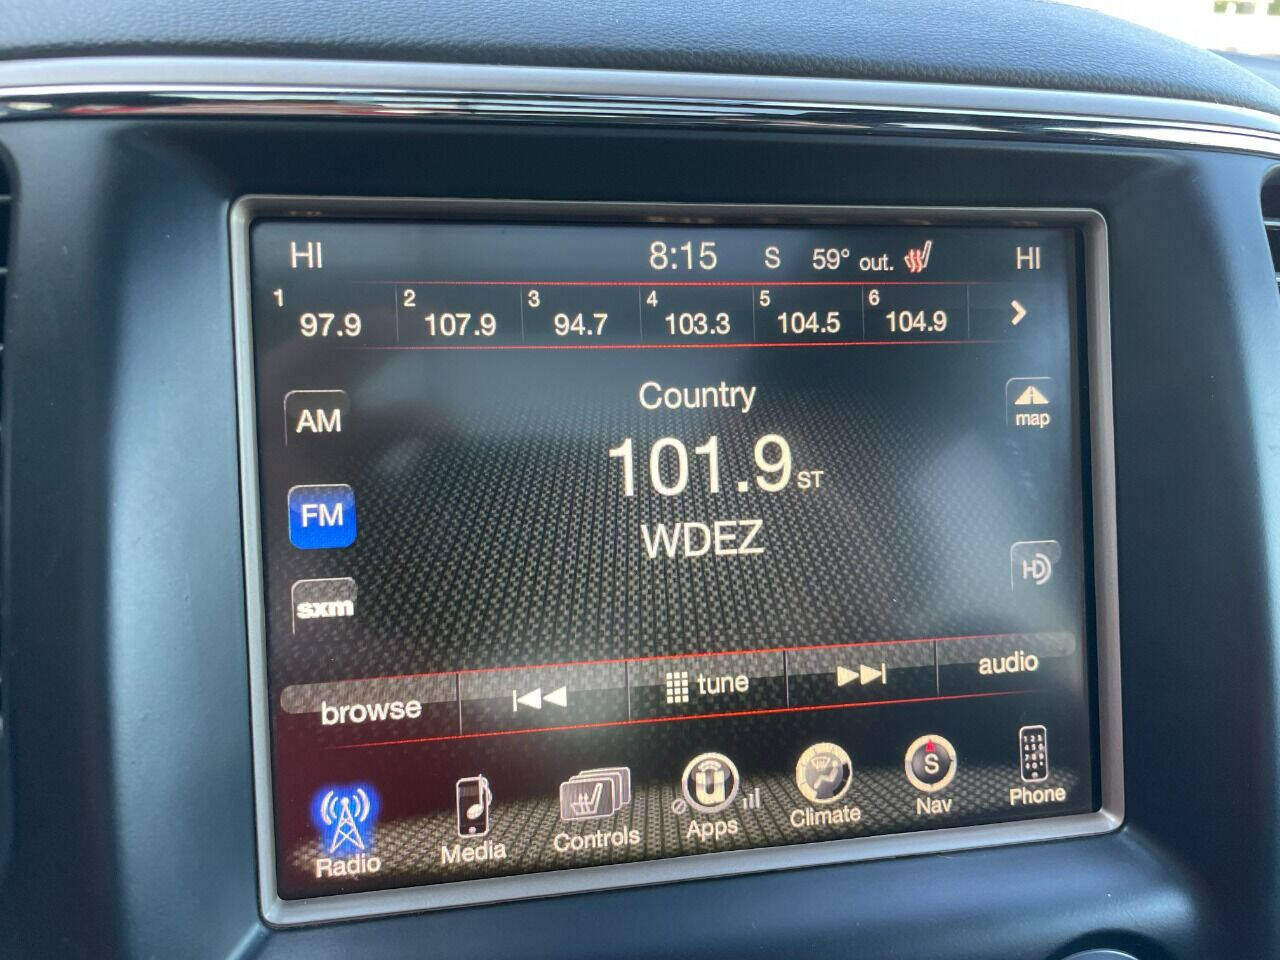 HI 8:15 S 59° out. HI
1 97.9 2 107.9 3 94.7 4 103.3 5 104.5 6 104.9
Country
AM
map
101.9 ST
FM
WDEZ
HD
sxm
browse tune audio
Radio Media Controls Apps Climate S Nav Phone